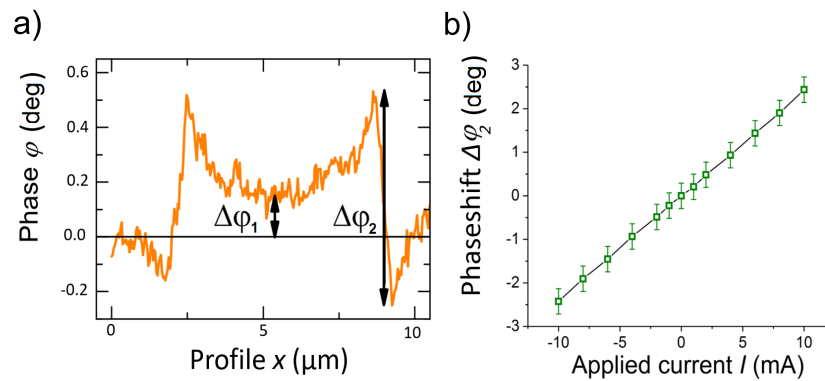 a)
0.6
0.4
0.2
0.0
-0.2
Phase φ (deg)
Δφ1
Δφ2
0
5
10
Profile x (μm)
b)
3
2
1
0
-1
-2
-3
Phaseshift Δφ2 (deg)
-10
-5
0
5
10
Applied current I (mA)